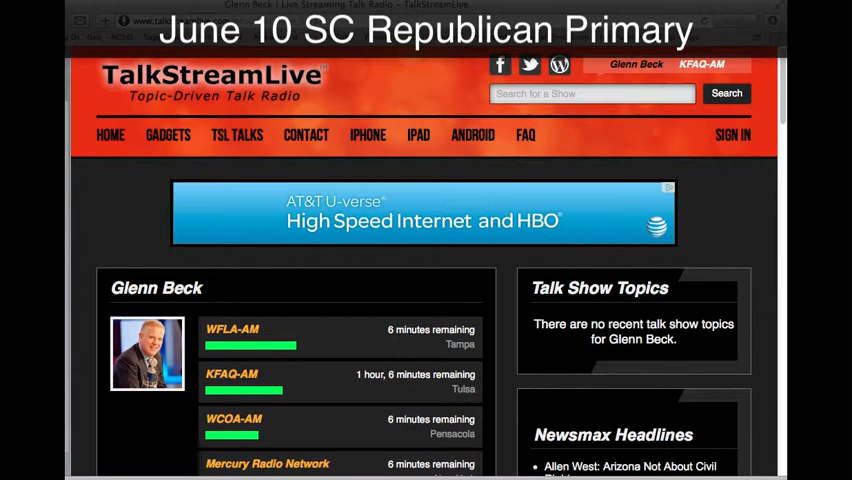 Glenn Beck | Live Streaming Talk Radio - TalkStreamLive
June 10 SC Republican Primary
TalkStreamLive™
Topic-Driven Talk Radio
Glenn Beck KFAQ-AM
Search for a Show Search
HOME GADGETS TSL TALKS CONTACT IPHONE IPAD ANDROID FAQ SIGN IN
AT&T U-verse®
High Speed Internet and HBO®
Glenn Beck
WFLA-AM 6 minutes remaining
Tampa
KFAQ-AM 1 hour, 6 minutes remaining
Tulsa
WCOA-AM 6 minutes remaining
Pensacola
Mercury Radio Network 6 minutes remaining
Talk Show Topics
There are no recent talk show topics
for Glenn Beck.
Newsmax Headlines
• Allen West: Arizona Not About Civil